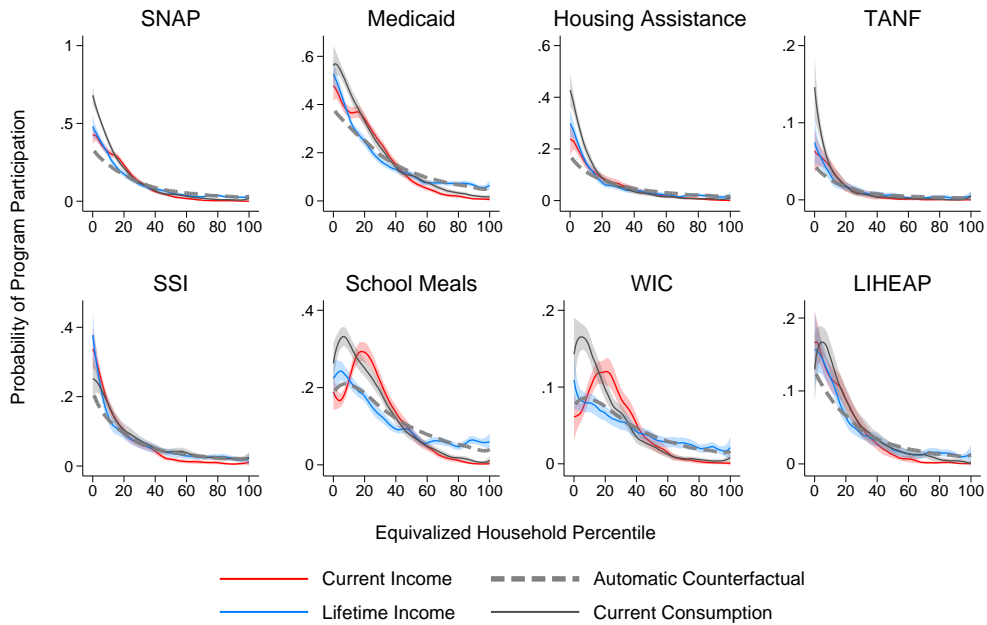 SNAP
Medicaid
Housing Assistance
TANF
1
.5
0
0 20 40 60 80 100
.6
.4
.2
0
0 20 40 60 80 100
.6
.4
.2
0
0 20 40 60 80 100
.2
.1
0
0 20 40 60 80 100
Probability of Program Participation
SSI
School Meals
WIC
LIHEAP
.4
.2
0
0 20 40 60 80 100
.4
.2
0
0 20 40 60 80 100
.2
.1
0
0 20 40 60 80 100
.2
.1
0
0 20 40 60 80 100
Equivalized Household Percentile
Current Income
Automatic Counterfactual
Lifetime Income
Current Consumption